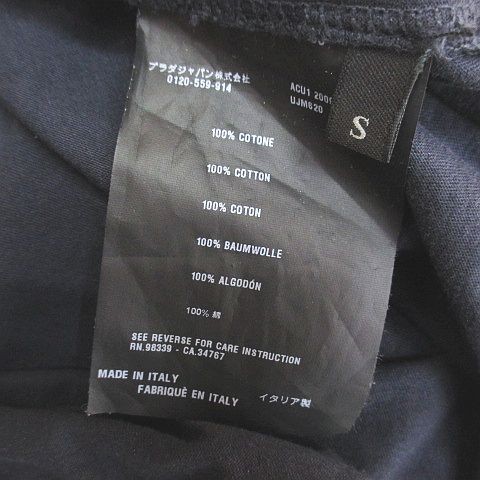 プラダジャパン株式会社
0120-559-914
ACU1
UJM620
S
100% COTONE
100% COTTON
100% COTON
100% BAUMWOLLE
100% ALGODÓN
100% 綿
SEE REVERSE FOR CARE INSTRUCTION
RN.98339 - CA.34767
MADE IN ITALY
FABRIQUÈ EN ITALY イタリア製